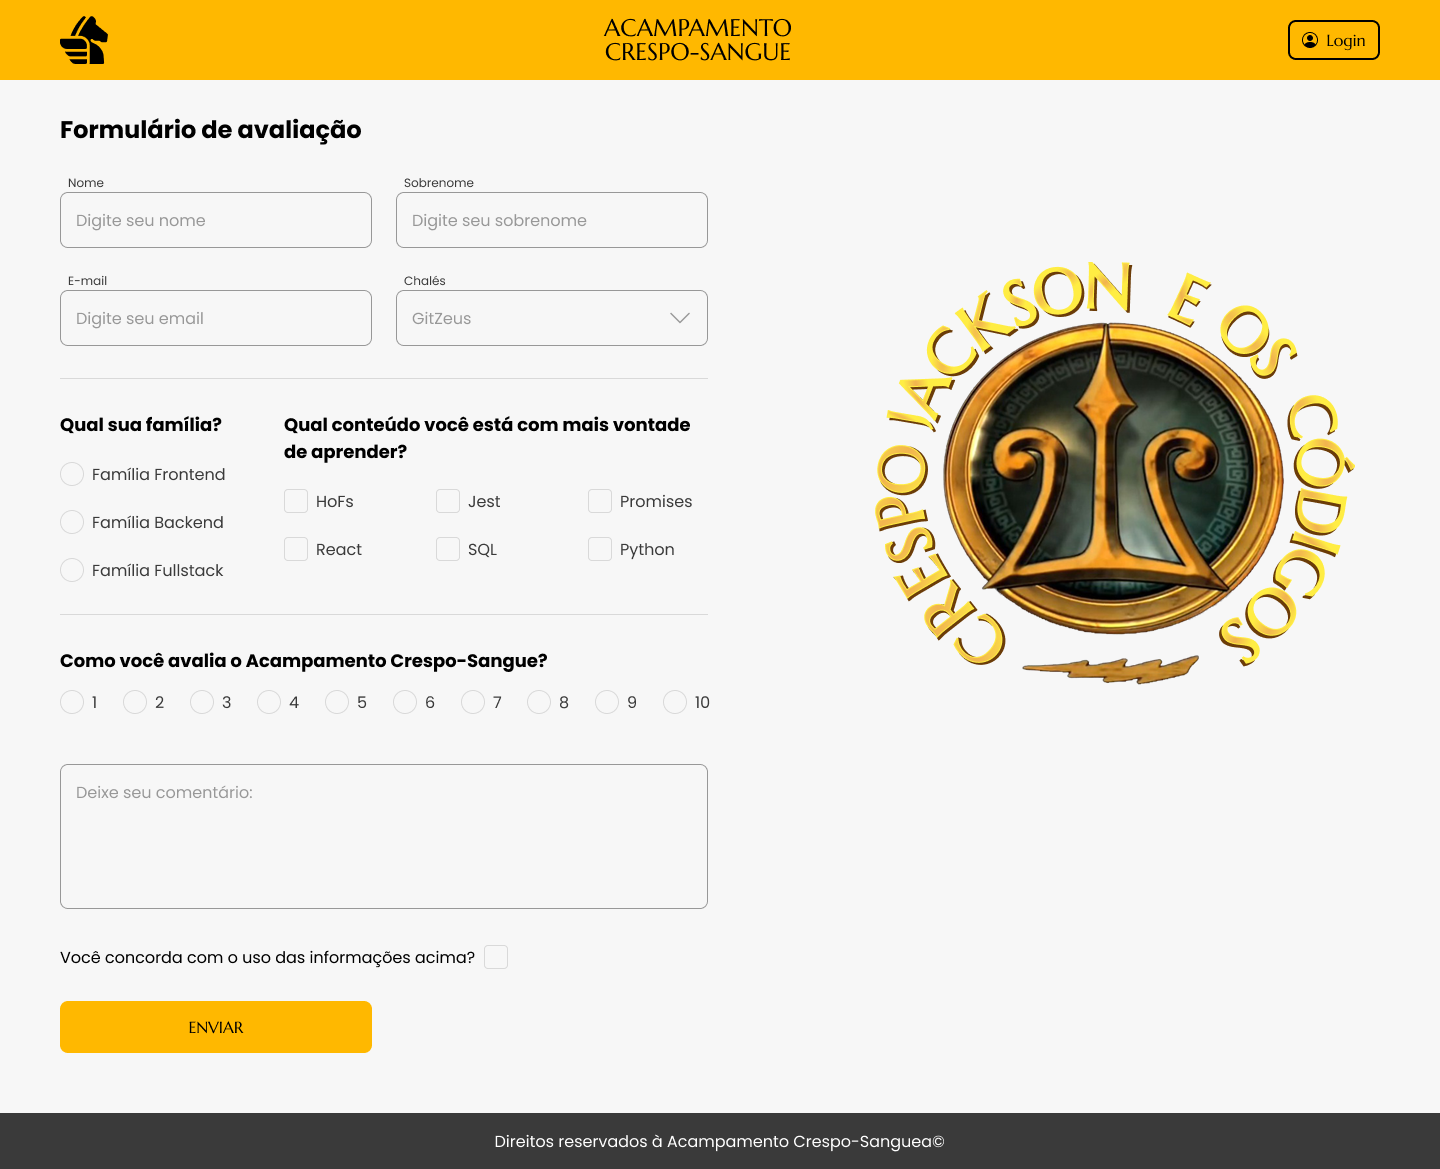 ACAMPAMENTO
CRESPO-SANGUE
Login
Formulário de avaliação
Nome
Sobrenome
Digite seu nome
Digite seu sobrenome
E-mail
Chalés
Digite seu email
GitZeus
Qual sua família?
Família Frontend
Família Backend
Família Fullstack
Qual conteúdo você está com mais vontade
de aprender?
HoFs
Jest
Promises
React
SQL
Python
Como você avalia o Acampamento Crespo-Sangue?
1 2 3 4 5 6 7 8 9 10
Deixe seu comentário:
Você concorda com o uso das informações acima?
ENVIAR
CRESPO JACKSON E OS CÓDIGOS
Direitos reservados à Acampamento Crespo-Sanguea©